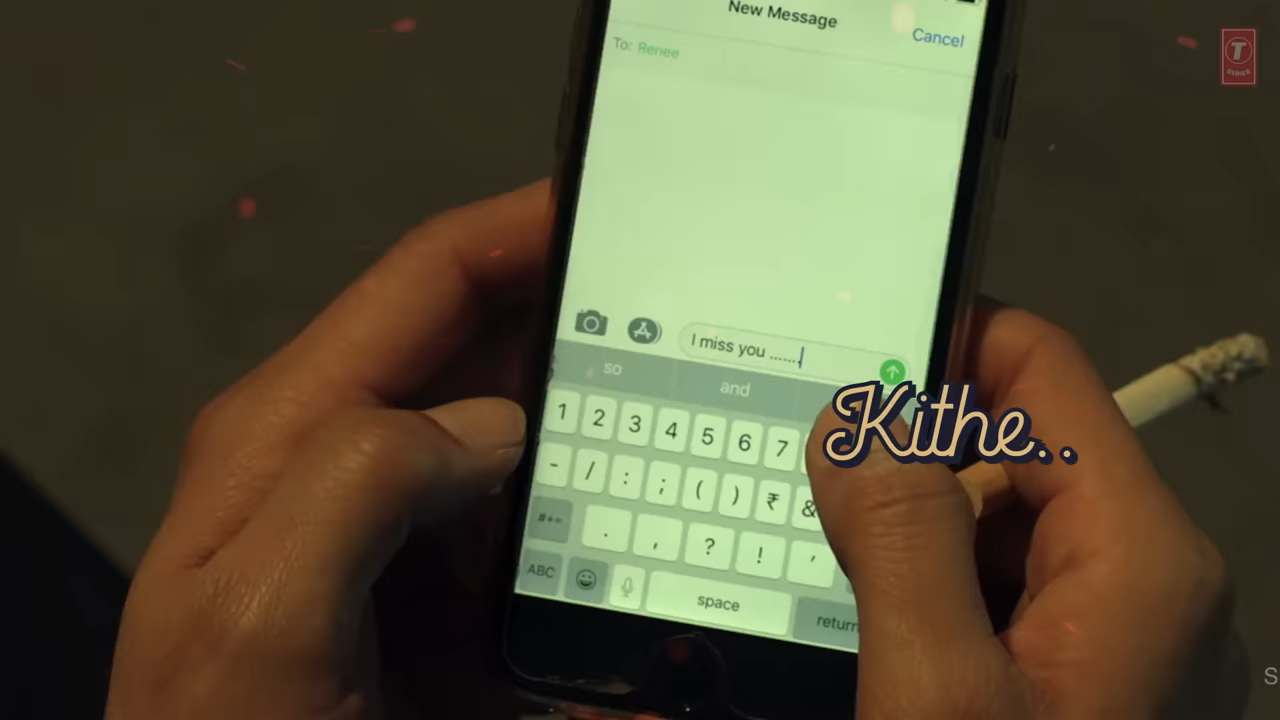 New Message
Cancel
To: Renee
T
SERIES
I miss you .......
so
and
Kithe..
1 2 3 4 5 6 7
- / : ; ( ) ₹ &
#+=
. , ? ! '
ABC
space
return
S